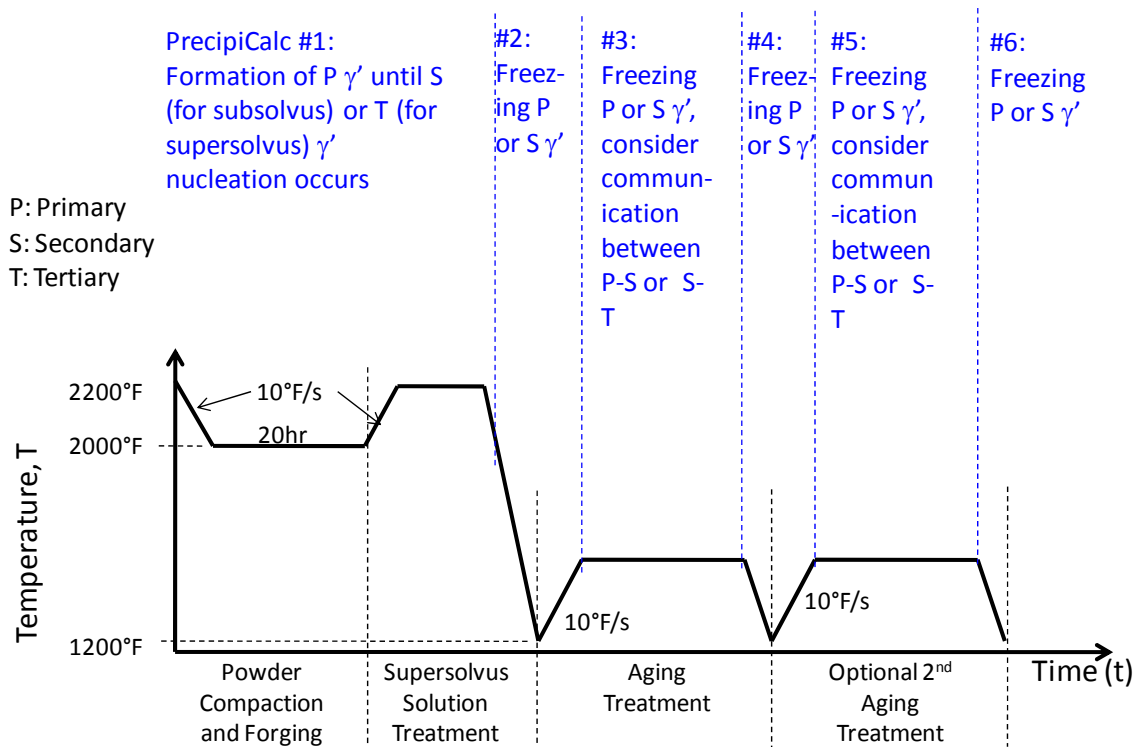 PrecipiCalc #1:
Formation of P γ’ until S
(for subsolvus) or T (for
supersolvus) γ’
nucleation occurs
#2:
Freez-
ing P
or S γ’
#3:
Freezing
P or S γ’,
consider
commun-
ication
between
P-S or S-
T
#4:
Freez-
ing P
or S γ’
#5:
Freezing
P or S γ’,
consider
commun
-ication
between
P-S or S-
T
#6:
Freezing
P or S γ’
P: Primary
S: Secondary
T: Tertiary
Temperature, T
2200°F
2000°F
1200°F
10°F/s
20hr
10°F/s
10°F/s
Time (t)
Powder
Compaction
and Forging
Supersolvus
Solution
Treatment
Aging
Treatment
Optional 2nd
Aging
Treatment